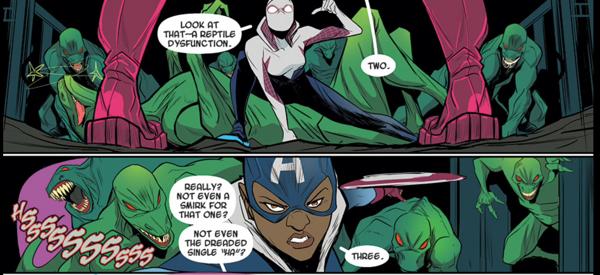 LOOK AT
THAT—A REPTILE
DYSFUNCTION.
TWO.
HSSSSSSSSSSSS
REALLY?
NOT EVEN A
SMIRK FOR
THAT ONE?
NOT EVEN
THE DREADED
SINGLE "HA"?
THREE.
A